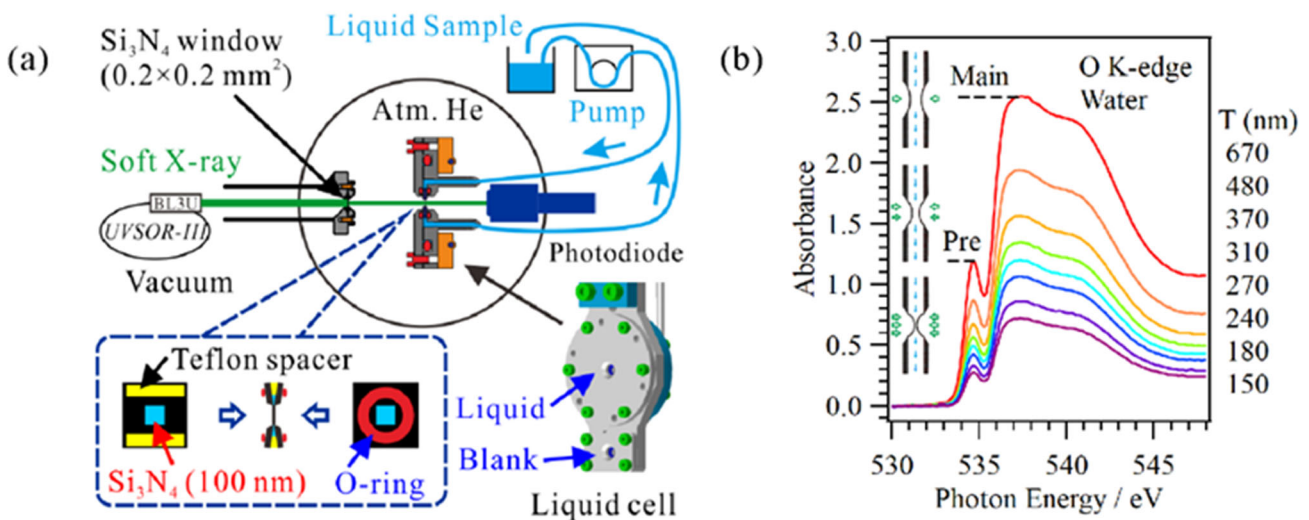 (a)
Si₃N₄ window
(0.2×0.2 mm²)
Liquid Sample
Pump
Atm. He
Soft X-ray
BL3U
UVSOR-III
Vacuum
Photodiode
Teflon spacer
Si₃N₄ (100 nm)
O-ring
Liquid
Blank
Liquid cell
(b)
Absorbance
3.0
2.5
2.0
1.5
1.0
0.5
0.0
Main
Pre
O K-edge
Water
T (nm)
670
480
370
310
270
240
180
150
530
535
540
545
Photon Energy / eV